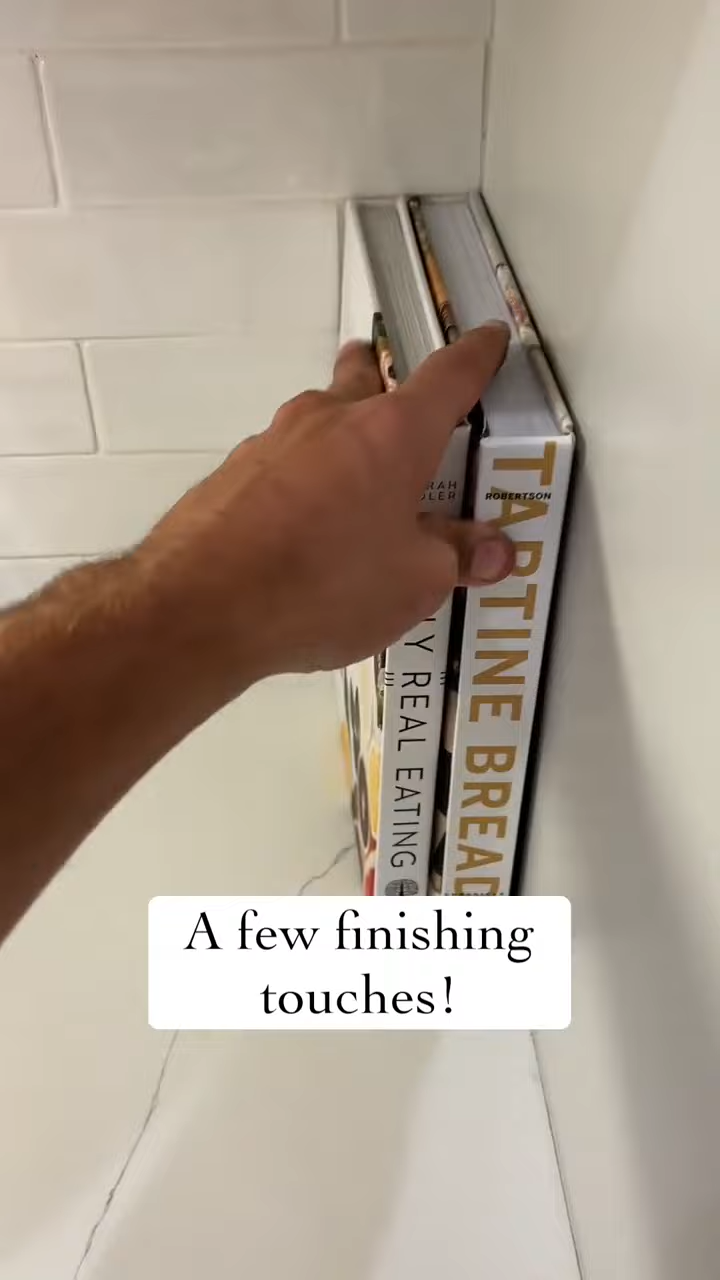 ROBERTSON
TARTINE BREAD
REAL EATING
A few finishing
touches!